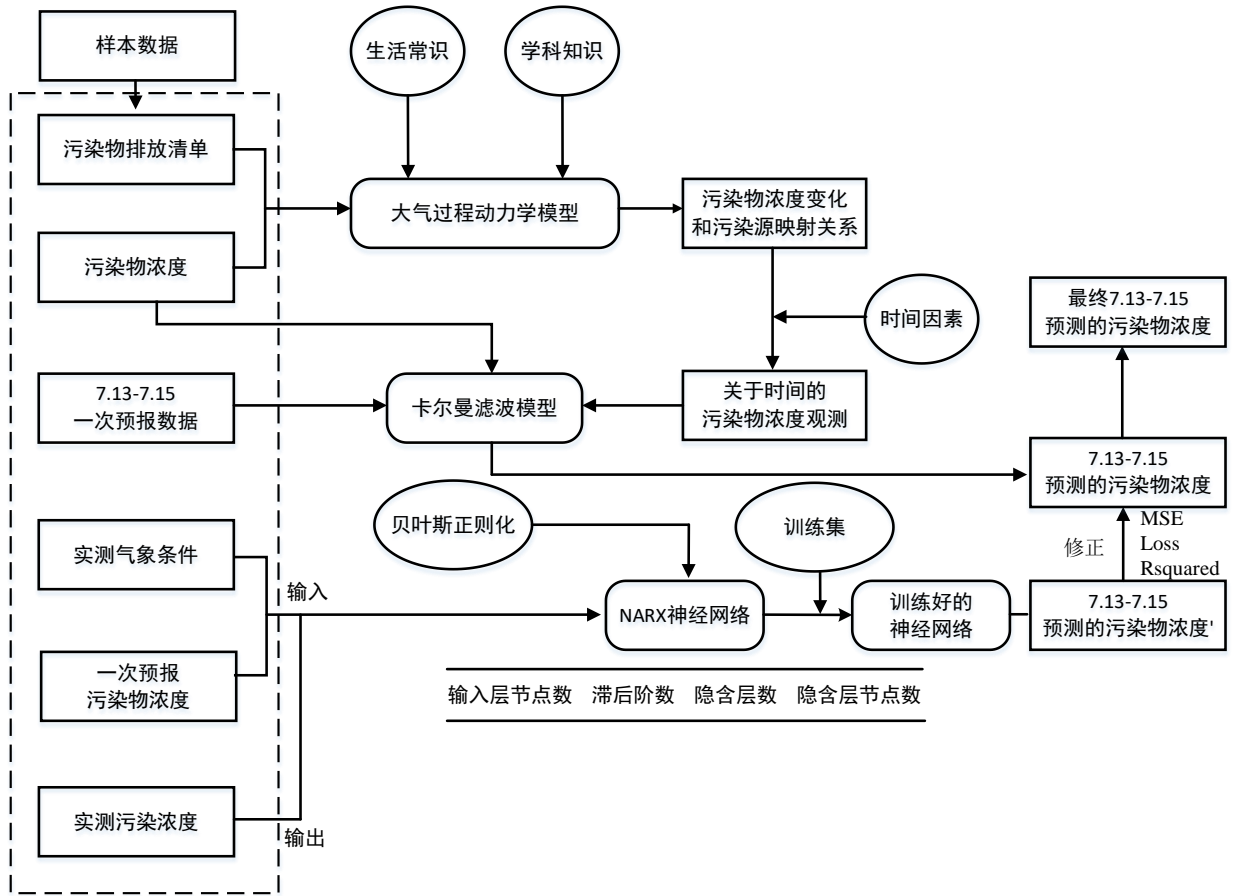 样本数据
生活常识
学科知识
污染物排放清单
大气过程动力学模型
污染物浓度变化
和污染源映射关系
污染物浓度
时间因素
最终7.13-7.15
预测的污染物浓度
7.13-7.15
一次预报数据
卡尔曼滤波模型
关于时间的
污染物浓度观测
7.13-7.15
预测的污染物浓度
贝叶斯正则化
训练集
修正
MSE
Loss
Rsquared
实测气象条件
输入
NARX神经网络
训练好的
神经网络
7.13-7.15
预测的污染物浓度'
一次预报
污染物浓度
输入层节点数 滞后阶数 隐含层数 隐含层节点数
实测污染浓度
输出